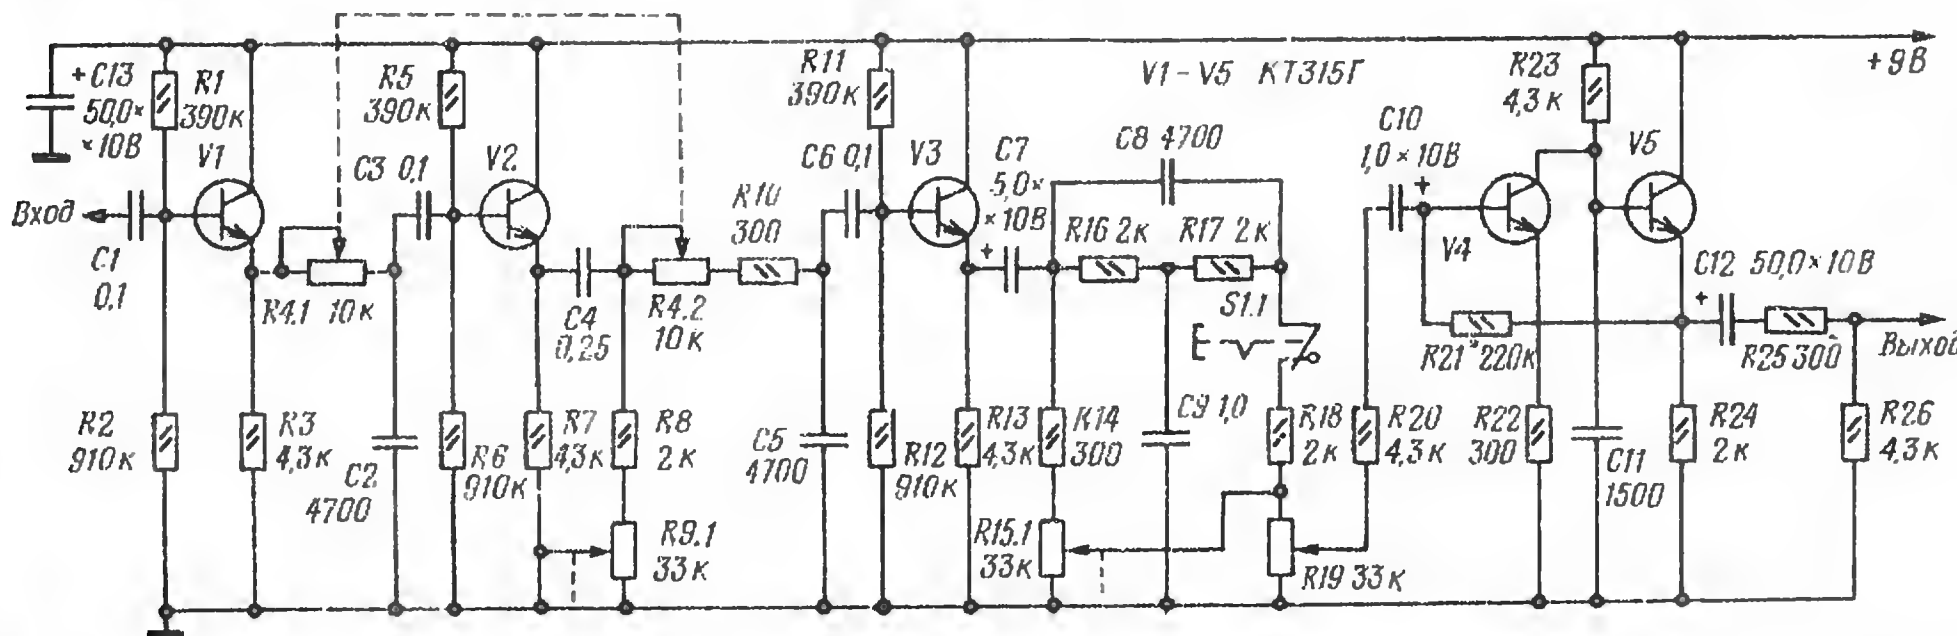 + C13
50,0×
×10В
R1
390к
V1
Вход
C1
0,1
R4.1 10к
R2
910к
R3
4,3к
C2
4700
R5
390к
C3 0,1
V2
R6
910к
R7
4,3к
C4
0,25
R8
2к
R9.1
33к
R4.2
10к
R10
300
R11
390к
C6 0,1
V3
C5
4700
R12
910к
C7
5,0×
×10В
+
R13
4,3к
R14
300
R15.1
33к
V1-V5 КТ315Г
C8 4700
R16 2к
R17 2к
S1.1
C9 1,0
R18
2к
R19 33к
C10
1,0×10В
+
R20
4,3к
R21* 220к
V4
R22
300
R23
4,3к
V5
C11
1500
R24
2к
C12 50,0×10В
+
R25 300
R26
4,3к
+9В
Выход